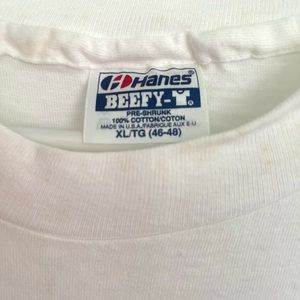 Hanes
BEEFY-T
PRE-SHRUNK
100% COTTON/COTON
MADE IN U.S.A./FABRIQUE AUX E-U
XL/TG (46-48)